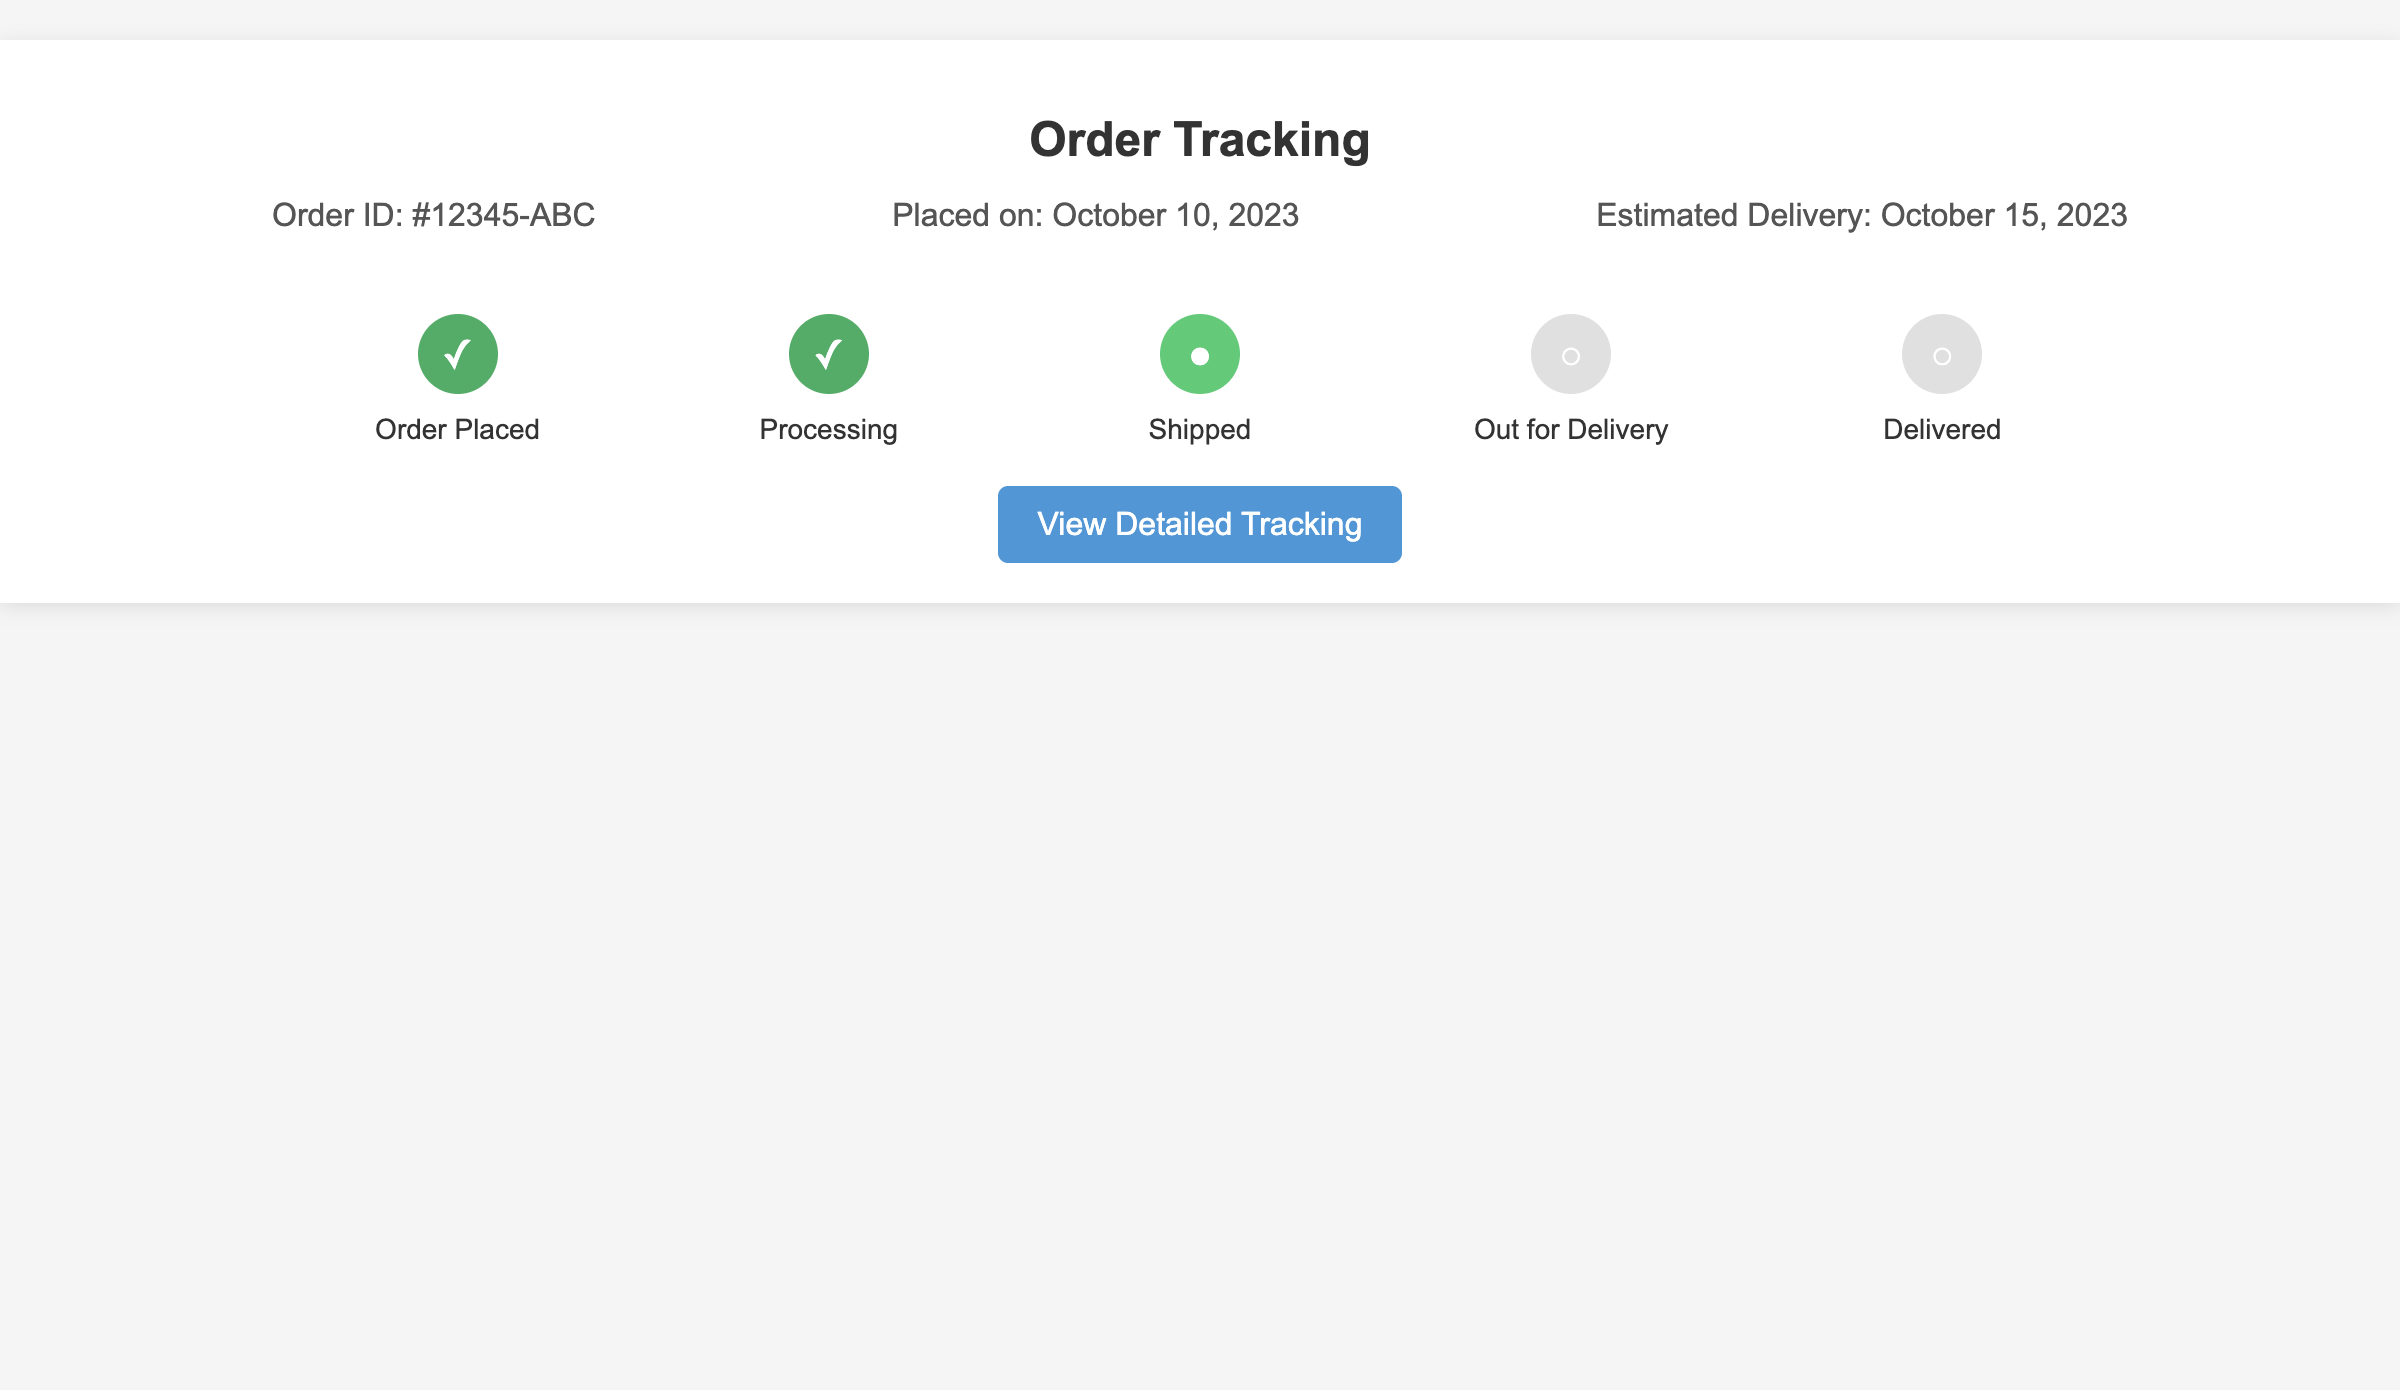 Order Tracking
Order ID: #12345-ABC
Placed on: October 10, 2023
Estimated Delivery: October 15, 2023
Order Placed
Processing
Shipped
Out for Delivery
Delivered
View Detailed Tracking